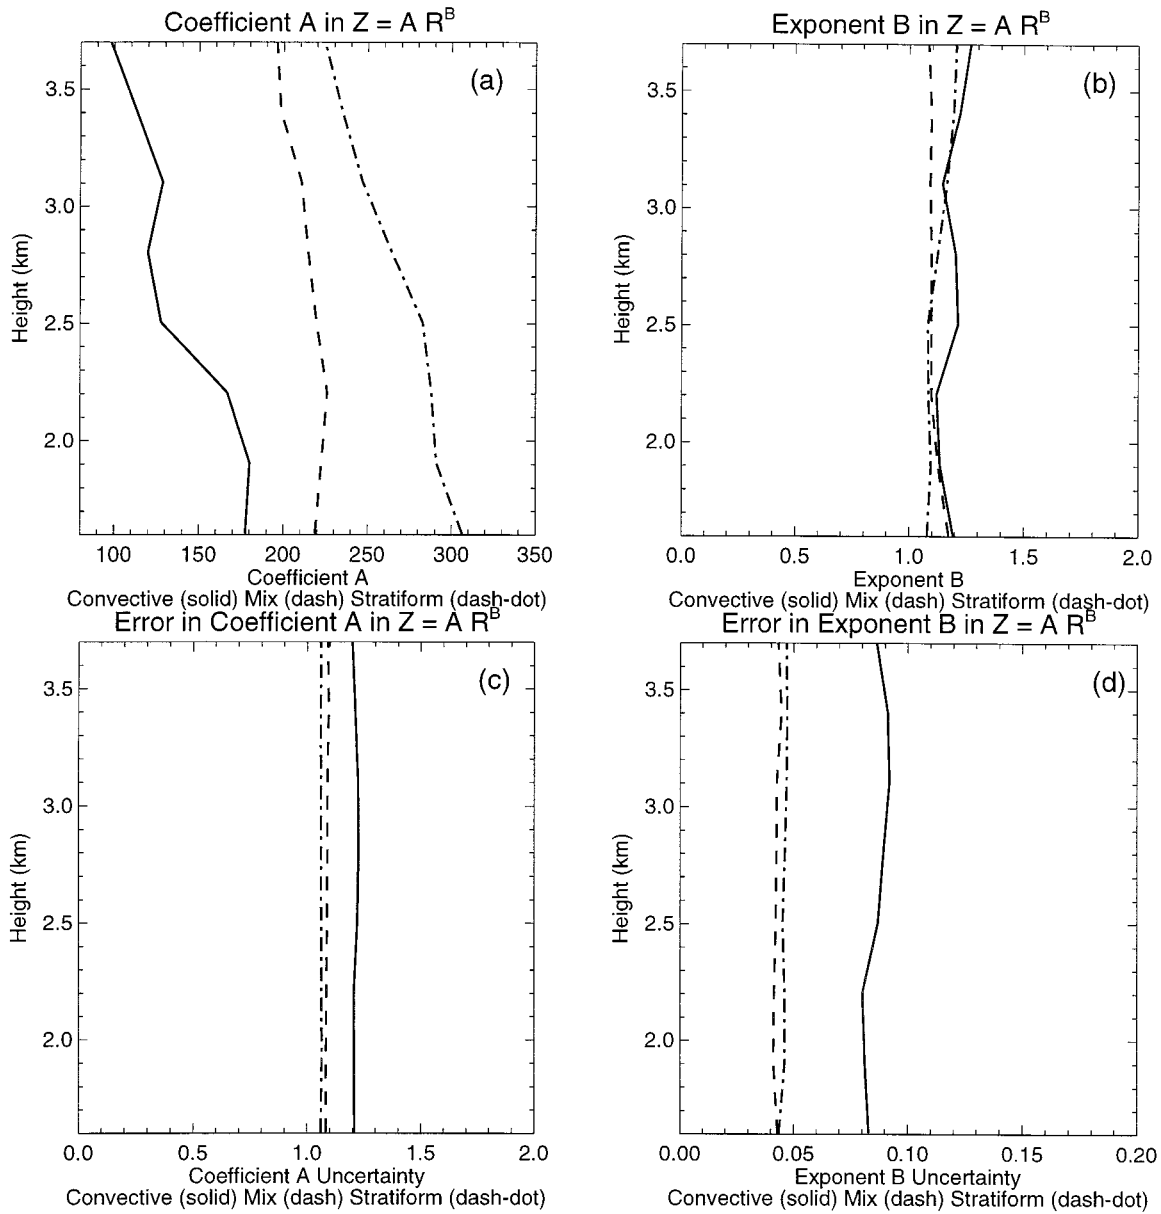 Coefficient A in Z = A R^B
(a)
Height (km)
3.5
3.0
2.5
2.0
100 150 200 250 300 350
Coefficient A
Convective (solid) Mix (dash) Stratiform (dash-dot)
Exponent B in Z = A R^B
(b)
Height (km)
3.5
3.0
2.5
2.0
0.0 0.5 1.0 1.5 2.0
Exponent B
Convective (solid) Mix (dash) Stratiform (dash-dot)
Error in Coefficient A in Z = A R^B
(c)
Height (km)
3.5
3.0
2.5
2.0
0.0 0.5 1.0 1.5 2.0
Coefficient A Uncertainty
Convective (solid) Mix (dash) Stratiform (dash-dot)
Error in Exponent B in Z = A R^B
(d)
Height (km)
3.5
3.0
2.5
2.0
0.00 0.05 0.10 0.15 0.20
Exponent B Uncertainty
Convective (solid) Mix (dash) Stratiform (dash-dot)